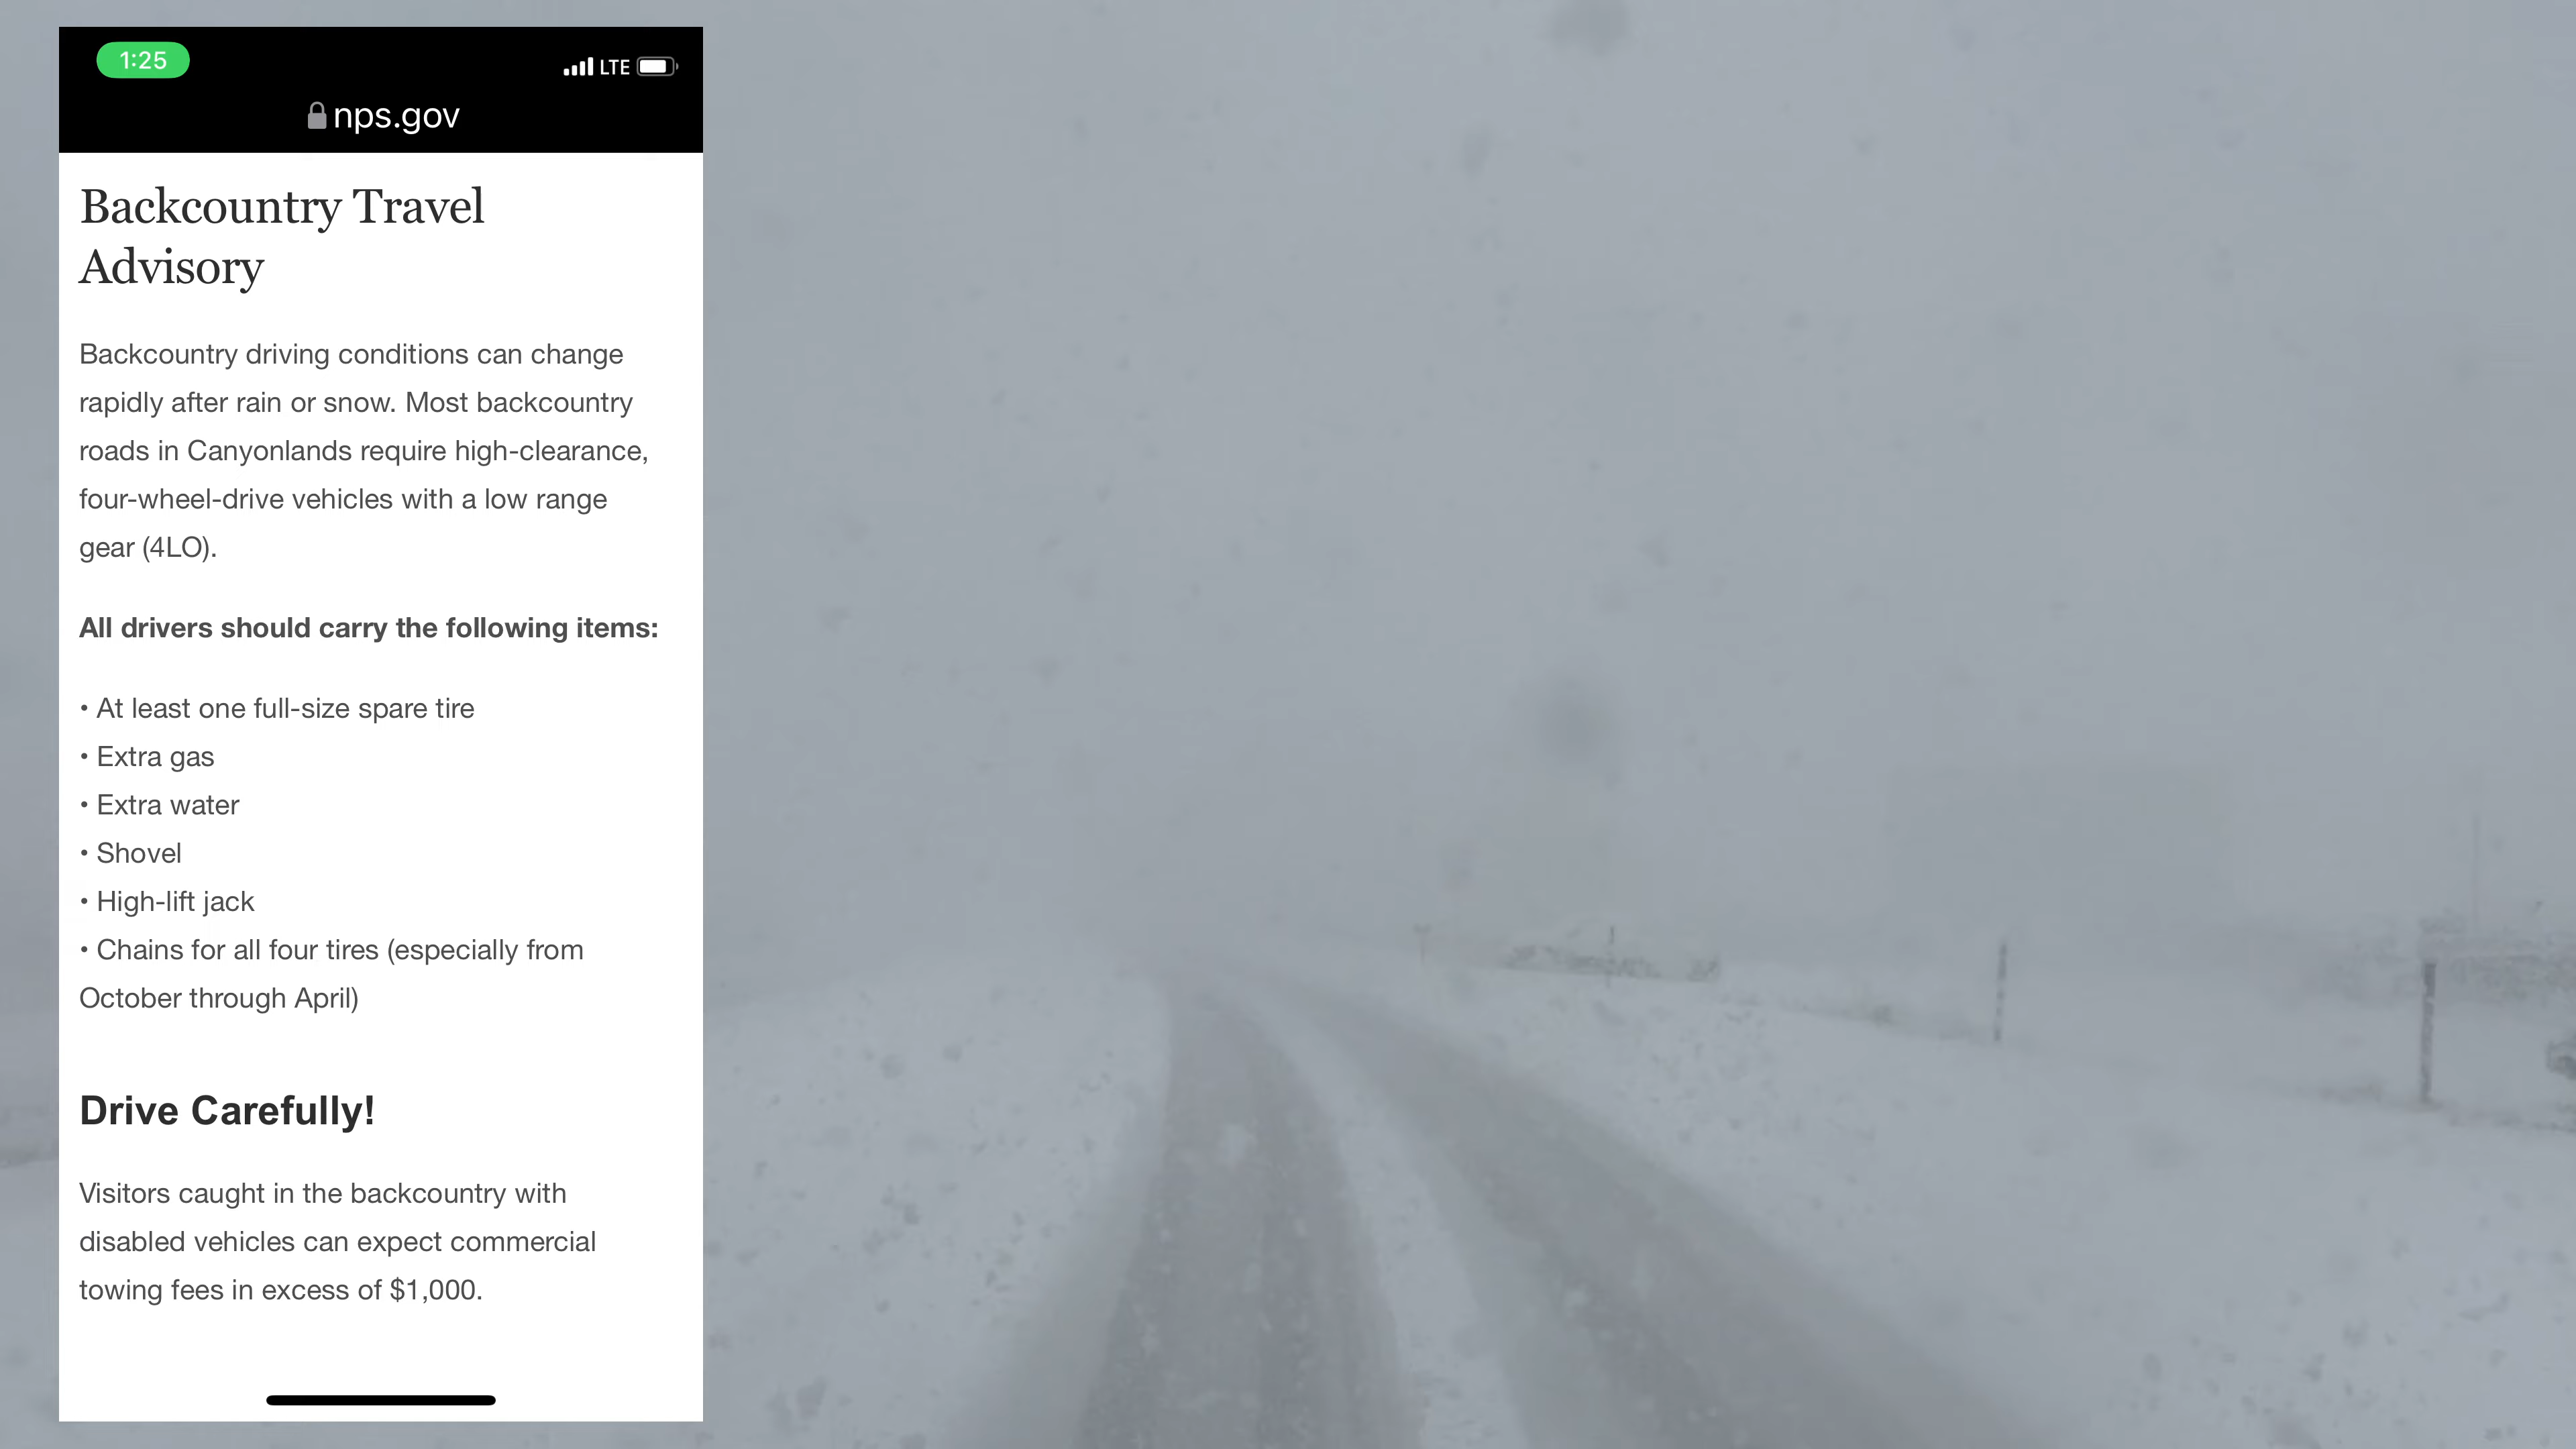 1:25
LTE
nps.gov
Backcountry Travel
Advisory
Backcountry driving conditions can change
rapidly after rain or snow. Most backcountry
roads in Canyonlands require high-clearance,
four-wheel-drive vehicles with a low range
gear (4LO).
All drivers should carry the following items:
• At least one full-size spare tire
• Extra gas
• Extra water
• Shovel
• High-lift jack
• Chains for all four tires (especially from
October through April)
Drive Carefully!
Visitors caught in the backcountry with
disabled vehicles can expect commercial
towing fees in excess of $1,000.